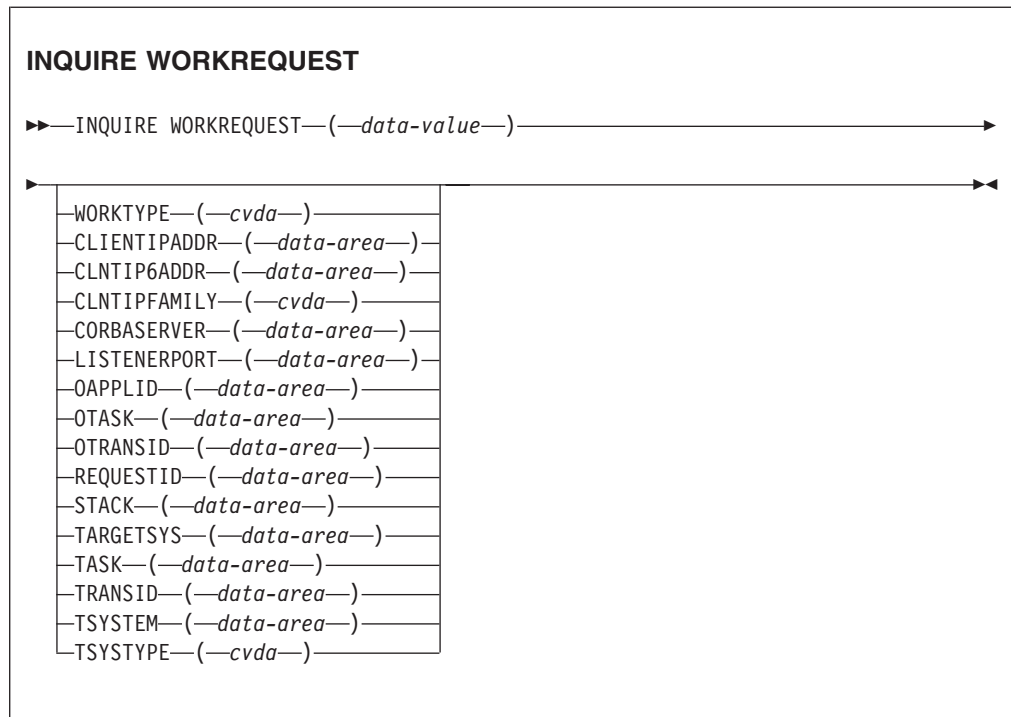 INQUIRE WORKREQUEST
INQUIRE WORKREQUEST (data-value)
WORKTYPE (cvda)
CLIENTIPADDR (data-area)
CLNTIP6ADDR (data-area)
CLNTIPFAMILY (cvda)
CORBASERVER (data-area)
LISTENERPORT (data-area)
OAPPLID (data-area)
OTASK (data-area)
OTRANSID (data-area)
REQUESTID (data-area)
STACK (data-area)
TARGETSYS (data-area)
TASK (data-area)
TRANSID (data-area)
TSYSTEM (data-area)
TSYSTYPE (cvda)